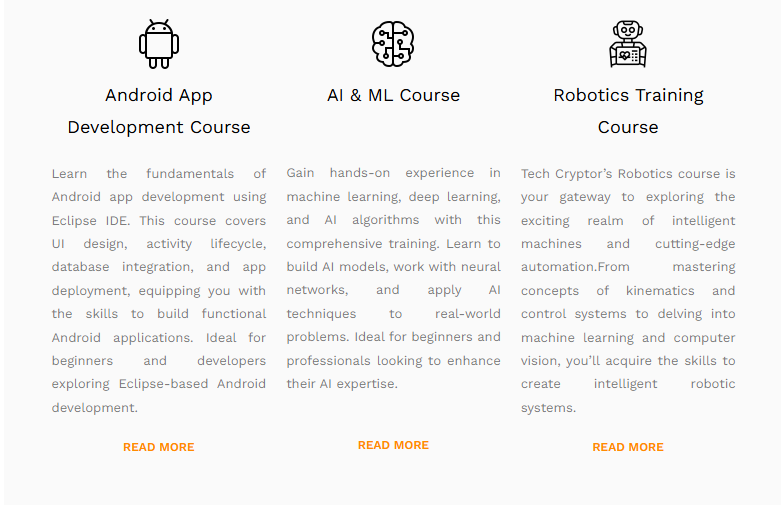 Android App
Development Course
Learn the fundamentals of
Android app development using
Eclipse IDE. This course covers
UI design, activity lifecycle,
database integration, and app
deployment, equipping you with
the skills to build functional
Android applications. Ideal for
beginners and developers
exploring Eclipse-based Android
development.
READ MORE
AI & ML Course
Gain hands-on experience in
machine learning, deep learning,
and AI algorithms with this
comprehensive training. Learn to
build AI models, work with neural
networks, and apply AI
techniques to real-world
problems. Ideal for beginners and
professionals looking to enhance
their AI expertise.
READ MORE
Robotics Training
Course
Tech Cryptor’s Robotics course is
your gateway to exploring the
exciting realm of intelligent
machines and cutting-edge
automation.From mastering
concepts of kinematics and
control systems to delving into
machine learning and computer
vision, you’ll acquire the skills to
create intelligent robotic
systems.
READ MORE